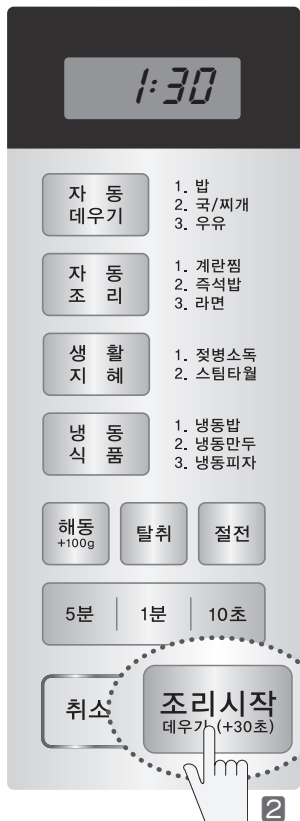 1:30
자 동
데우기
1. 밥
2. 국/찌개
3. 우유
자 동
조 리
1. 계란찜
2. 즉석밥
3. 라면
생 활
지 혜
1. 젖병소독
2. 스팀타월
냉 동
식 품
1. 냉동밥
2. 냉동만두
3. 냉동피자
해동
+100g
탈취
절전
5분
1분
10초
취소
조리시작
데우기 (+30초)
2